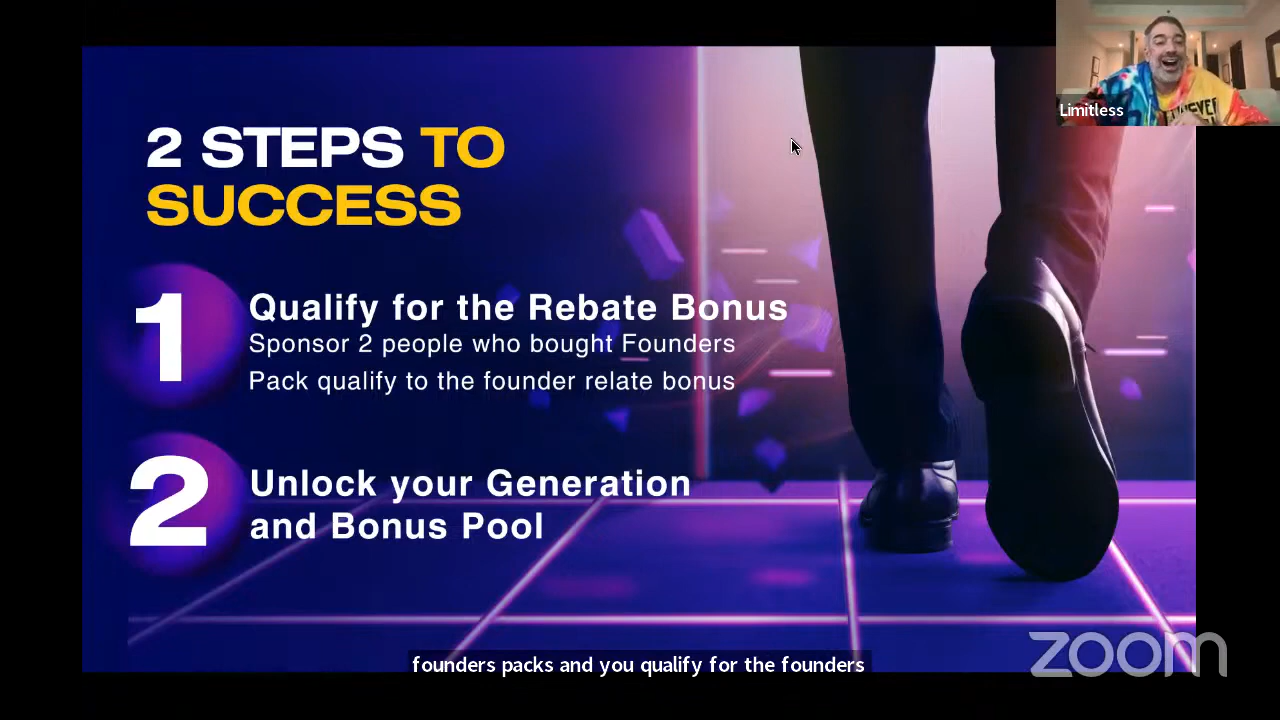 2 STEPS TO
SUCCESS
1
Qualify for the Rebate Bonus
Sponsor 2 people who bought Founders
Pack qualify to the founder relate bonus
2
Unlock your Generation
and Bonus Pool
Limitless
founders packs and you qualify for the founders
zoom